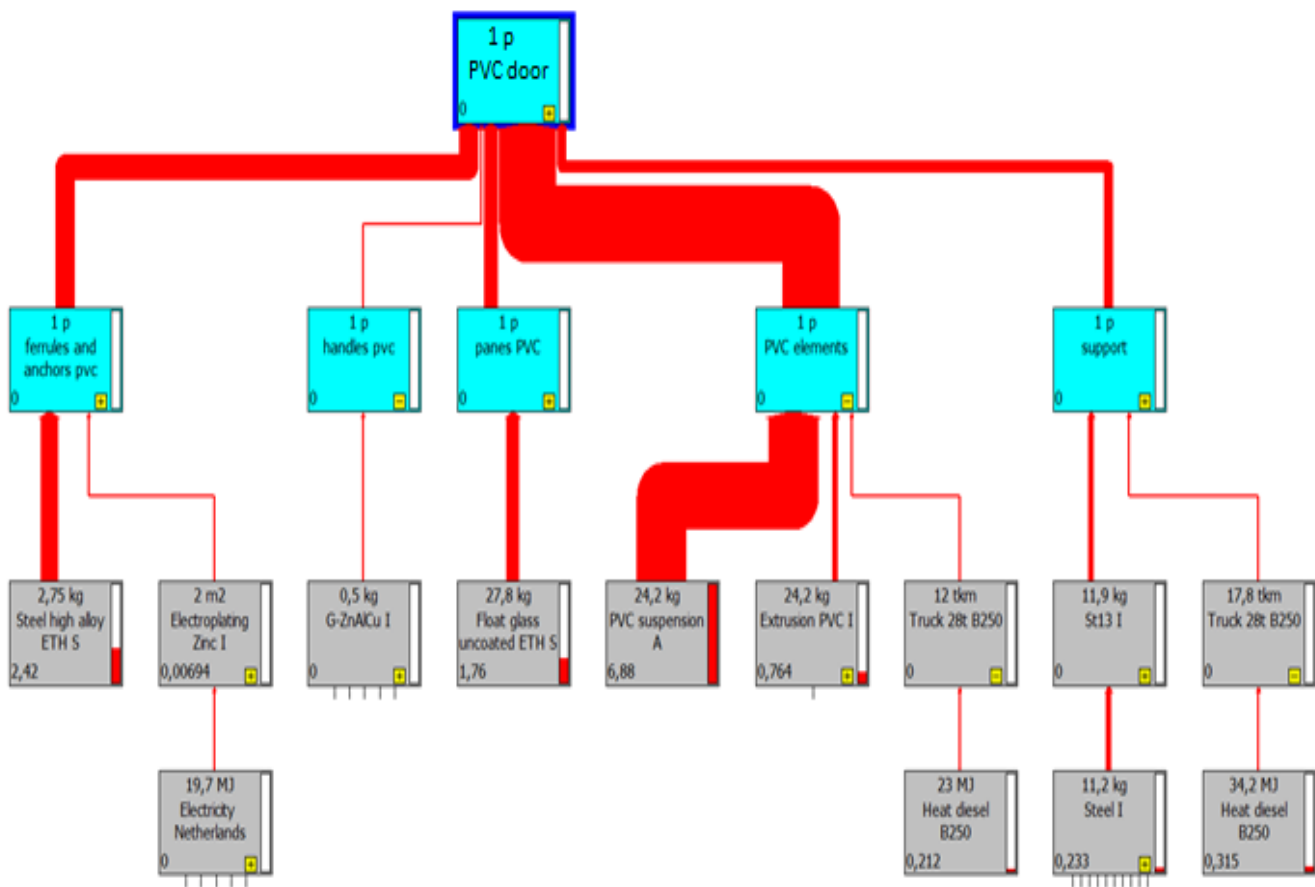 1 p
PVC door
0
+
1 p
ferrules and
anchors pvc
0
+
1 p
handles pvc
0
−
1 p
panes PVC
0
+
1 p
PVC elements
0
−
1 p
support
0
+
2,75 kg
Steel high alloy
ETH S
2,42
2 m2
Electroplating
Zinc I
0,00694
+
0,5 kg
G-ZnAlCu I
0
+
27,8 kg
Float glass
uncoated ETH S
1,76
24,2 kg
PVC suspension
A
6,88
24,2 kg
Extrusion PVC I
0,764
+
12 tkm
Truck 28t B250
0
−
11,9 kg
St13 I
0
+
17,8 tkm
Truck 28t B250
0
−
19,7 MJ
Electricity
Netherlands
0
+
23 MJ
Heat diesel
B250
0,212
11,2 kg
Steel I
0,233
+
34,2 MJ
Heat diesel
B250
0,315